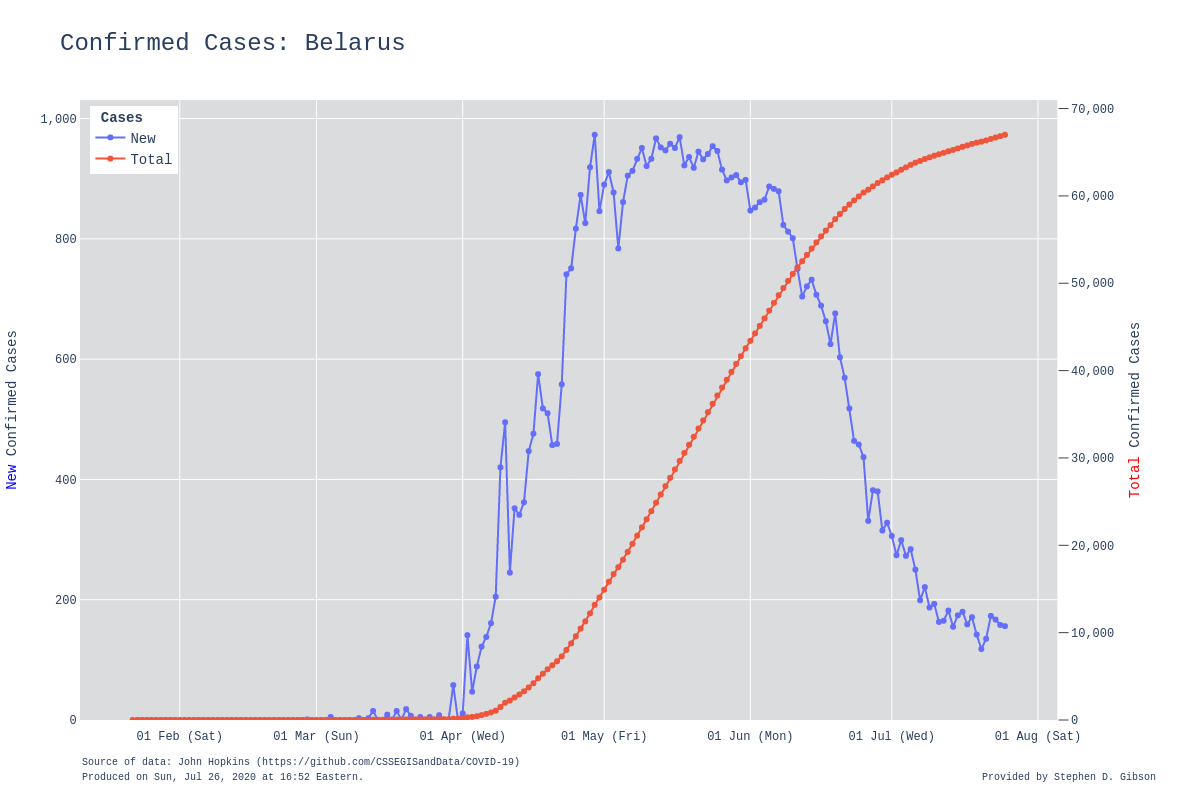 Confirmed Cases: Belarus
Cases
New
Total
1,000
800
600
400
200
0
New Confirmed Cases
70,000
60,000
50,000
40,000
30,000
20,000
10,000
0
Total Confirmed Cases
01 Feb (Sat) 01 Mar (Sun) 01 Apr (Wed) 01 May (Fri) 01 Jun (Mon) 01 Jul (Wed) 01 Aug (Sat)
Source of data: John Hopkins (https://github.com/CSSEGISandData/COVID-19)
Produced on Sun, Jul 26, 2020 at 16:52 Eastern.
Provided by Stephen D. Gibson